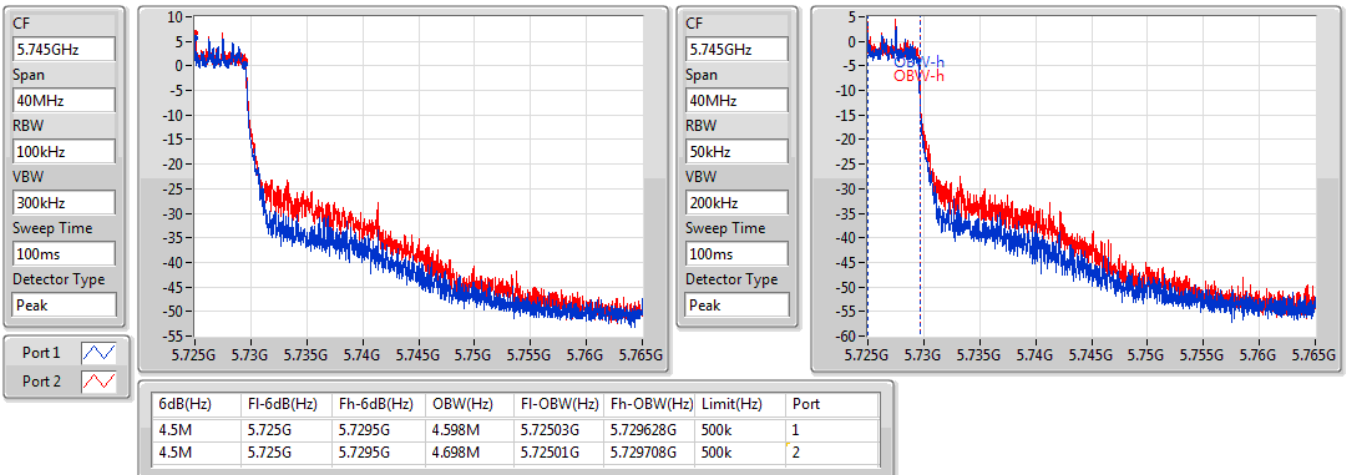 CF
5.745GHz
Span
40MHz
RBW
100kHz
VBW
300kHz
Sweep Time
100ms
Detector Type
Peak
Port 1
Port 2
10
5
0
-5
-10
-15
-20
-25
-30
-35
-40
-45
-50
-55
5.725G 5.73G 5.735G 5.74G 5.745G 5.75G 5.755G 5.76G 5.765G
CF
5.745GHz
Span
40MHz
RBW
50kHz
VBW
200kHz
Sweep Time
100ms
Detector Type
Peak
5
0
-5
-10
-15
-20
-25
-30
-35
-40
-45
-50
-55
-60
OBW-h
OBW-h
5.725G 5.73G 5.735G 5.74G 5.745G 5.75G 5.755G 5.76G 5.765G
6dB(Hz) Fl-6dB(Hz) Fh-6dB(Hz) OBW(Hz) Fl-OBW(Hz) Fh-OBW(Hz) Limit(Hz) Port
4.5M 5.725G 5.7295G 4.598M 5.72503G 5.729628G 500k 1
4.5M 5.725G 5.7295G 4.698M 5.72501G 5.729708G 500k 2